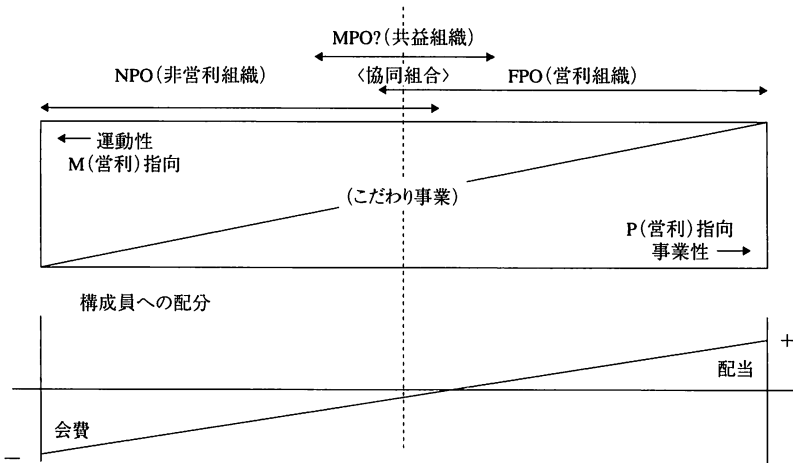 MPO?(共益組織)
NPO(非営利組織)
〈協同組合〉
FPO(営利組織)
← 運動性
M(営利)指向
(こだわり事業)
P(営利)指向
事業性 →
構成員への配分
+
配当
会費
−